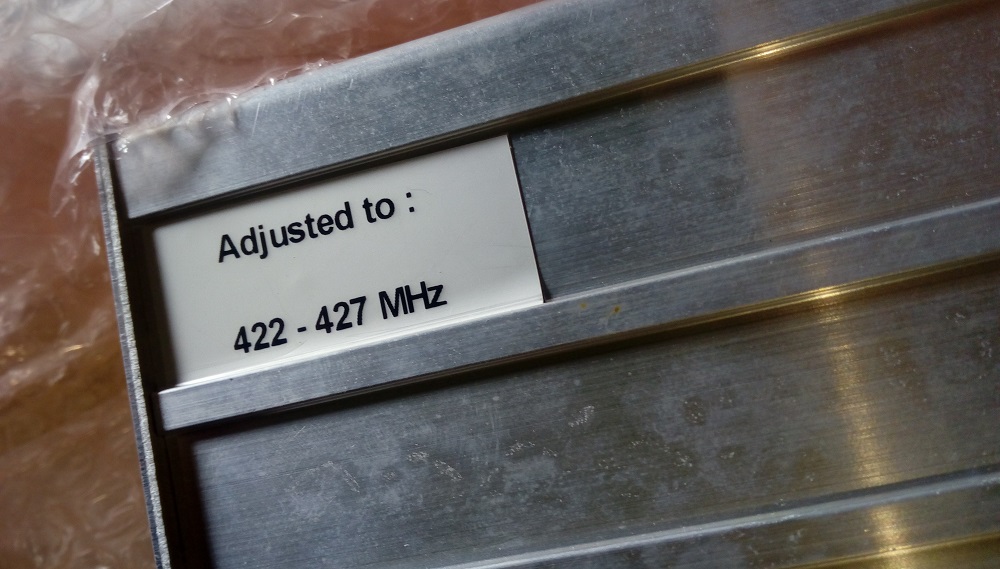 Adjusted to :
422 - 427 MHz